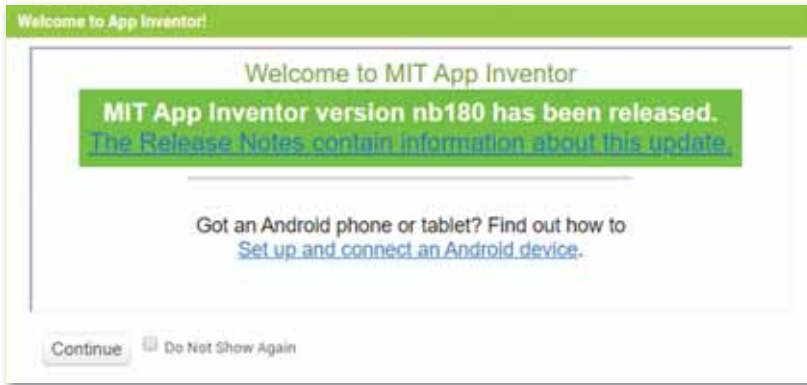 Welcome to App Inventor!
Welcome to MIT App Inventor
MIT App Inventor version nb180 has been released.
The Release Notes contain information about this update.
Got an Android phone or tablet? Find out how to
Set up and connect an Android device.
Continue
Do Not Show Again